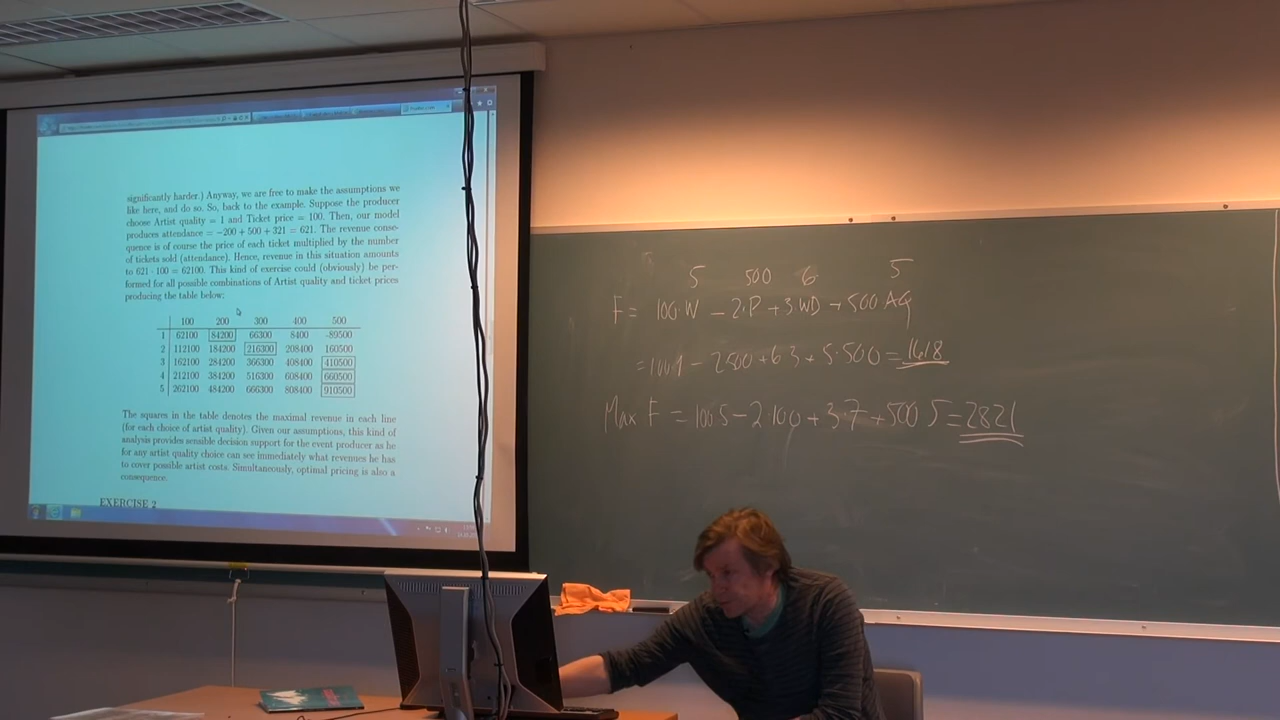 significantly harder.) Anyway, we are free to make the assumptions we
like here, and do so. So, back to the example. Suppose the producer
choose Artist quality = 1 and Ticket price = 100. Then, our model
produces attendance = −200 + 500 + 321 = 621. The revenue conse-
quence is of course the price of each ticket multiplied by the number
of tickets sold (attendance). Hence, revenue in this situation amounts
to 621 · 100 = 62100. This kind of exercise could (obviously) be per-
formed for all possible combinations of Artist quality and ticket prices
producing the table below:
100 200 300 400 500
1 62100 84200 66300 8400 -89500
2 112100 184200 216300 208400 160500
3 162100 284200 366300 408400 410500
4 212100 384200 516300 608400 660500
5 262100 484200 666300 808400 910500
The squares in the table denotes the maximal revenue in each line
(for each choice of artist quality). Given our assumptions, this kind of
analysis provides sensible decision support for the event producer as he
for any artist quality choice can see immediately what revenues he has
to cover possible artist costs. Simultaneously, optimal pricing is also a
consequence.
EXERCISE 2
5 500 6 5
F = 100·W − 2·P + 3·WD + 500 AQ
= 100·1 − 2·500 + 6·3 + 5·500 = 1618
Max F = 100·5 − 2·100 + 3·7 + 500·5 = 2821